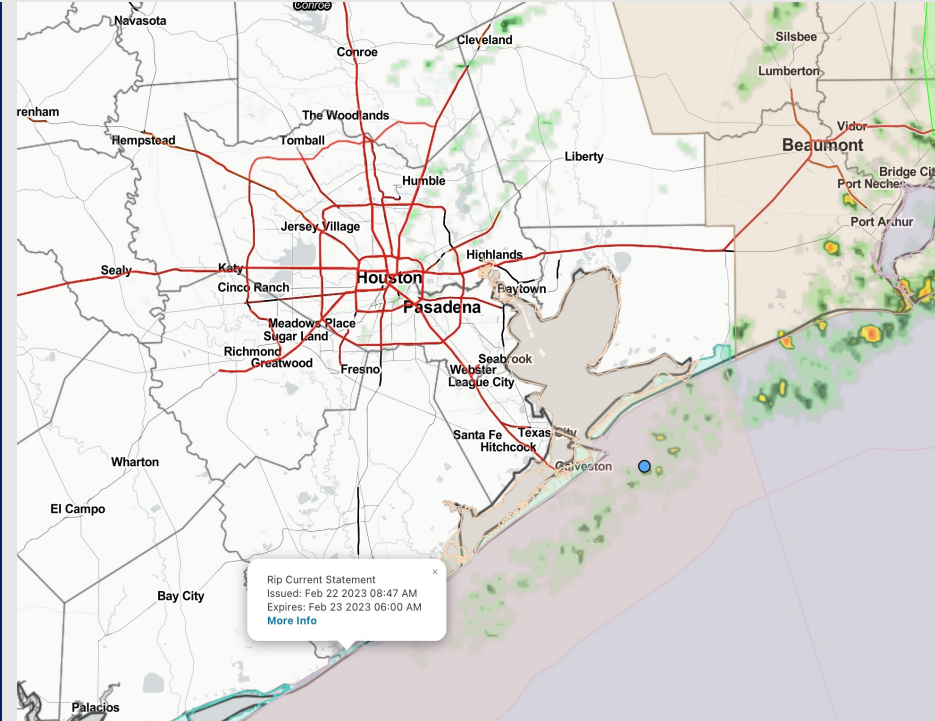 Conroe
Navasota
Silsbee
Cleveland
Conroe
Lumberton
renham
The Woodlands
Vidor
Hempstead
Tomball
Beaumont
Liberty
Bridge Cit
Humble
Port Neches
Port Arthur
Jersey Village
Highlands
Sealy
Katy
Houston
Cinco Ranch
Baytown
Pasadena
Meadows Place
Sugar Land
Richmond
Seabrook
Greatwood
Fresno
Webster
League City
Santa Fe
Texas City
Hitchcock
Wharton
Galveston
El Campo
×
Rip Current Statement
Issued: Feb 22 2023 08:47 AM
Expires: Feb 23 2023 06:00 AM
More Info
Bay City
Palacios